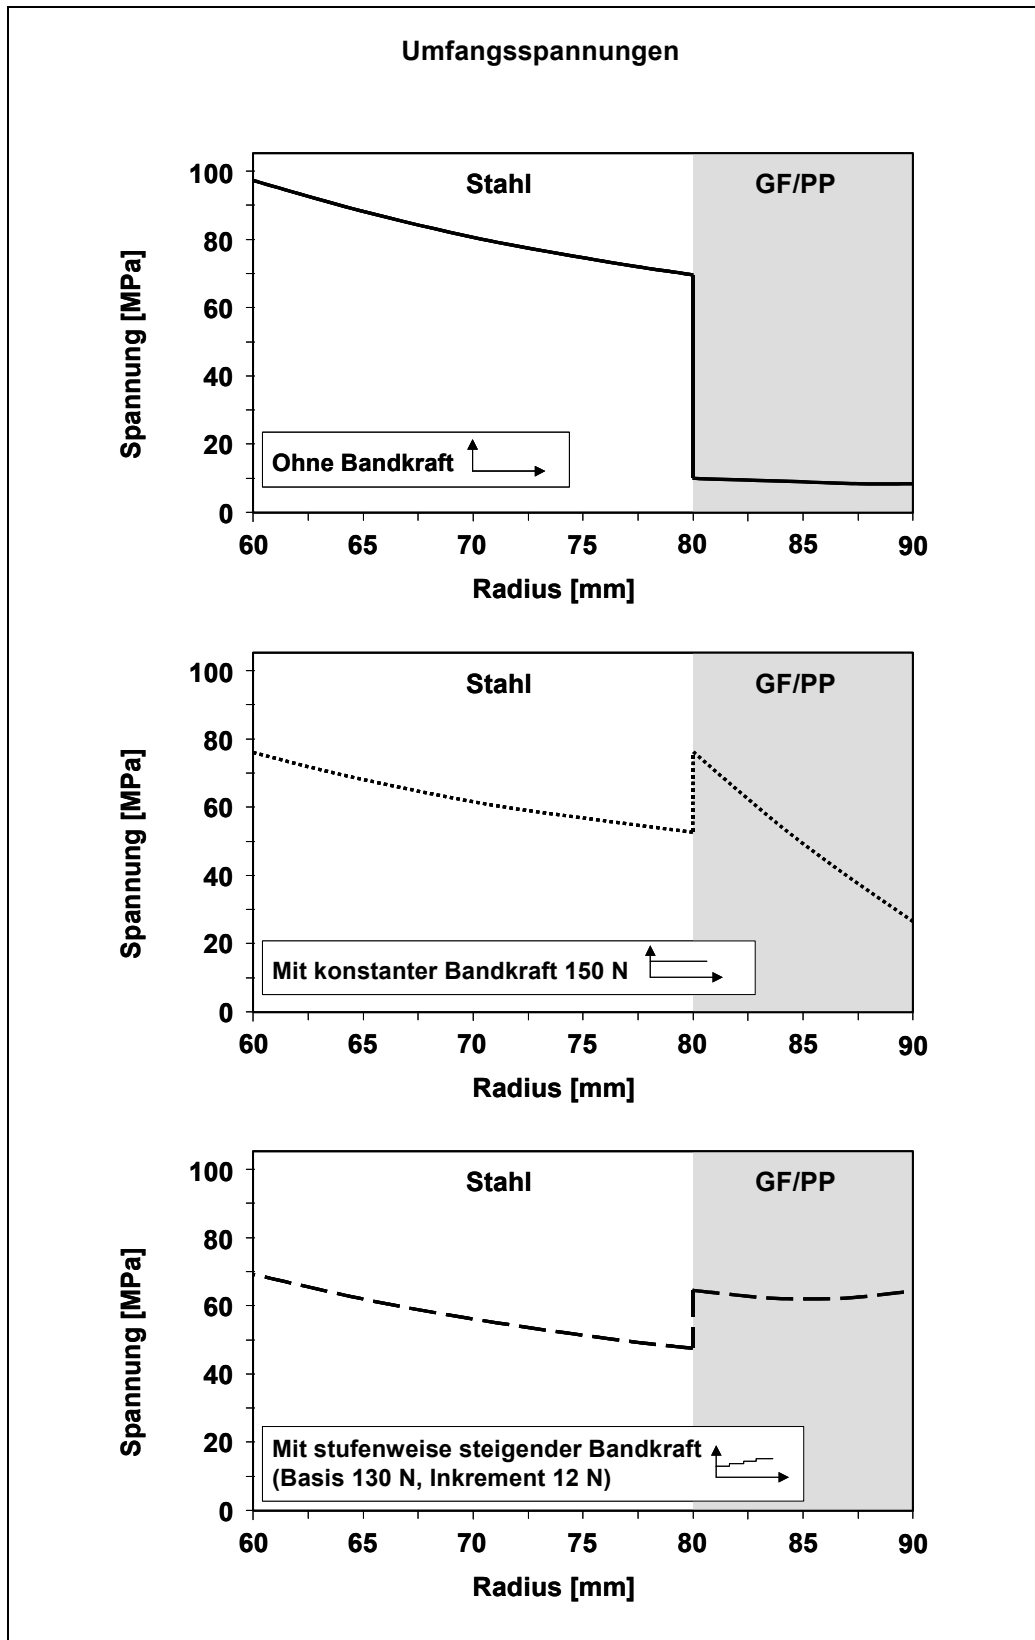 Umfangsspannungen
Stahl
GF/PP
Spannung [MPa]
100
80
60
40
20
0
Ohne Bandkraft
60
65
70
75
80
85
90
Radius [mm]
Stahl
GF/PP
Spannung [MPa]
100
80
60
40
20
0
Mit konstanter Bandkraft 150 N
60
65
70
75
80
85
90
Radius [mm]
Stahl
GF/PP
Spannung [MPa]
100
80
60
40
20
0
Mit stufenweise steigender Bandkraft
(Basis 130 N, Inkrement 12 N)
60
65
70
75
80
85
90
Radius [mm]